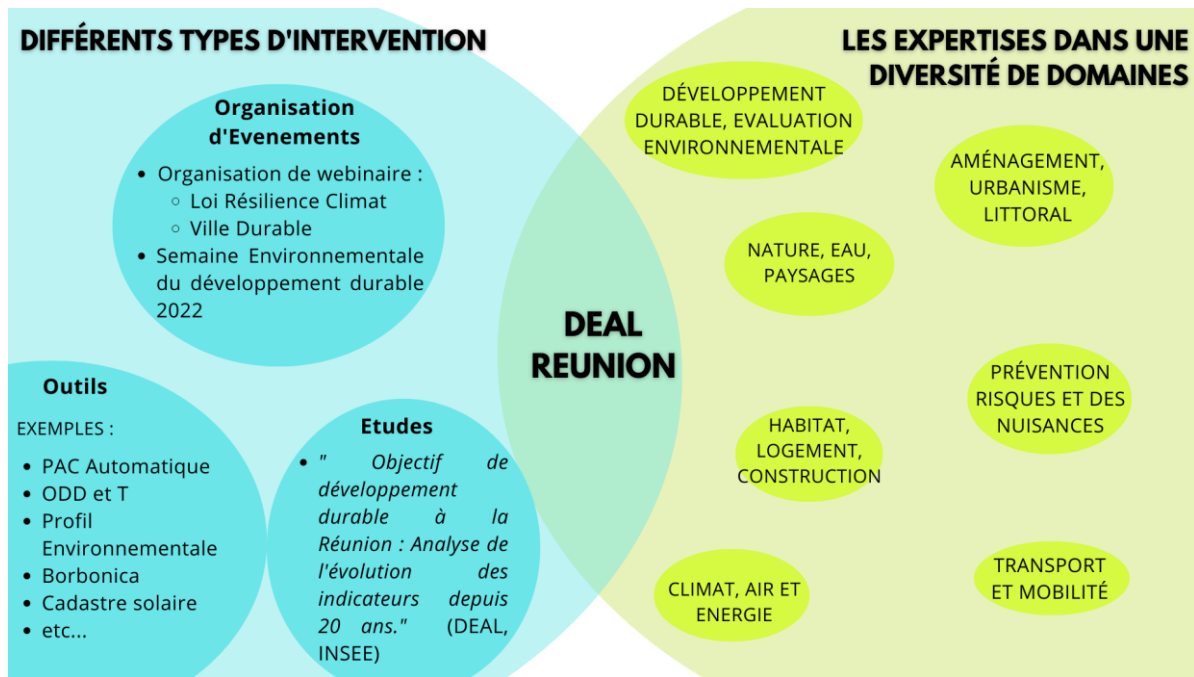 DIFFÉRENTS TYPES D'INTERVENTION
Organisation
d'Evenements
• Organisation de webinaire :
◦ Loi Résilience Climat
◦ Ville Durable
• Semaine Environnementale
du développement durable
2022
Outils
EXEMPLES :
• PAC Automatique
• ODD et T
• Profil
Environnementale
• Borbonica
• Cadastre solaire
• etc...
Etudes
• " Objectif de
développement
durable à la
Réunion : Analyse de
l'évolution des
indicateurs depuis
20 ans." (DEAL,
INSEE)
DEAL
REUNION
LES EXPERTISES DANS UNE
DIVERSITÉ DE DOMAINES
DÉVELOPPEMENT
DURABLE, EVALUATION
ENVIRONNEMENTALE
AMÉNAGEMENT,
URBANISME,
LITTORAL
NATURE, EAU,
PAYSAGES
PRÉVENTION
RISQUES ET DES
NUISANCES
HABITAT,
LOGEMENT,
CONSTRUCTION
CLIMAT, AIR ET
ENERGIE
TRANSPORT
ET MOBILITÉ